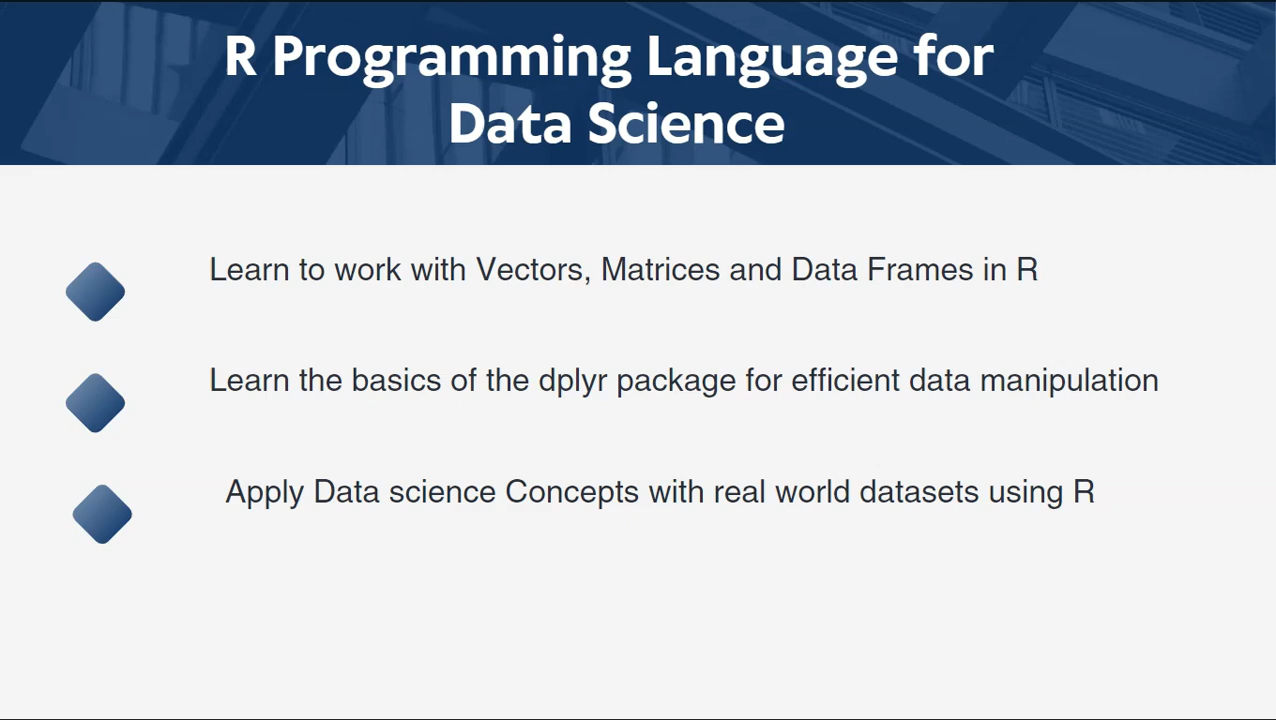 R Programming Language for
Data Science
Learn to work with Vectors, Matrices and Data Frames in R
Learn the basics of the dplyr package for efficient data manipulation
Apply Data science Concepts with real world datasets using R